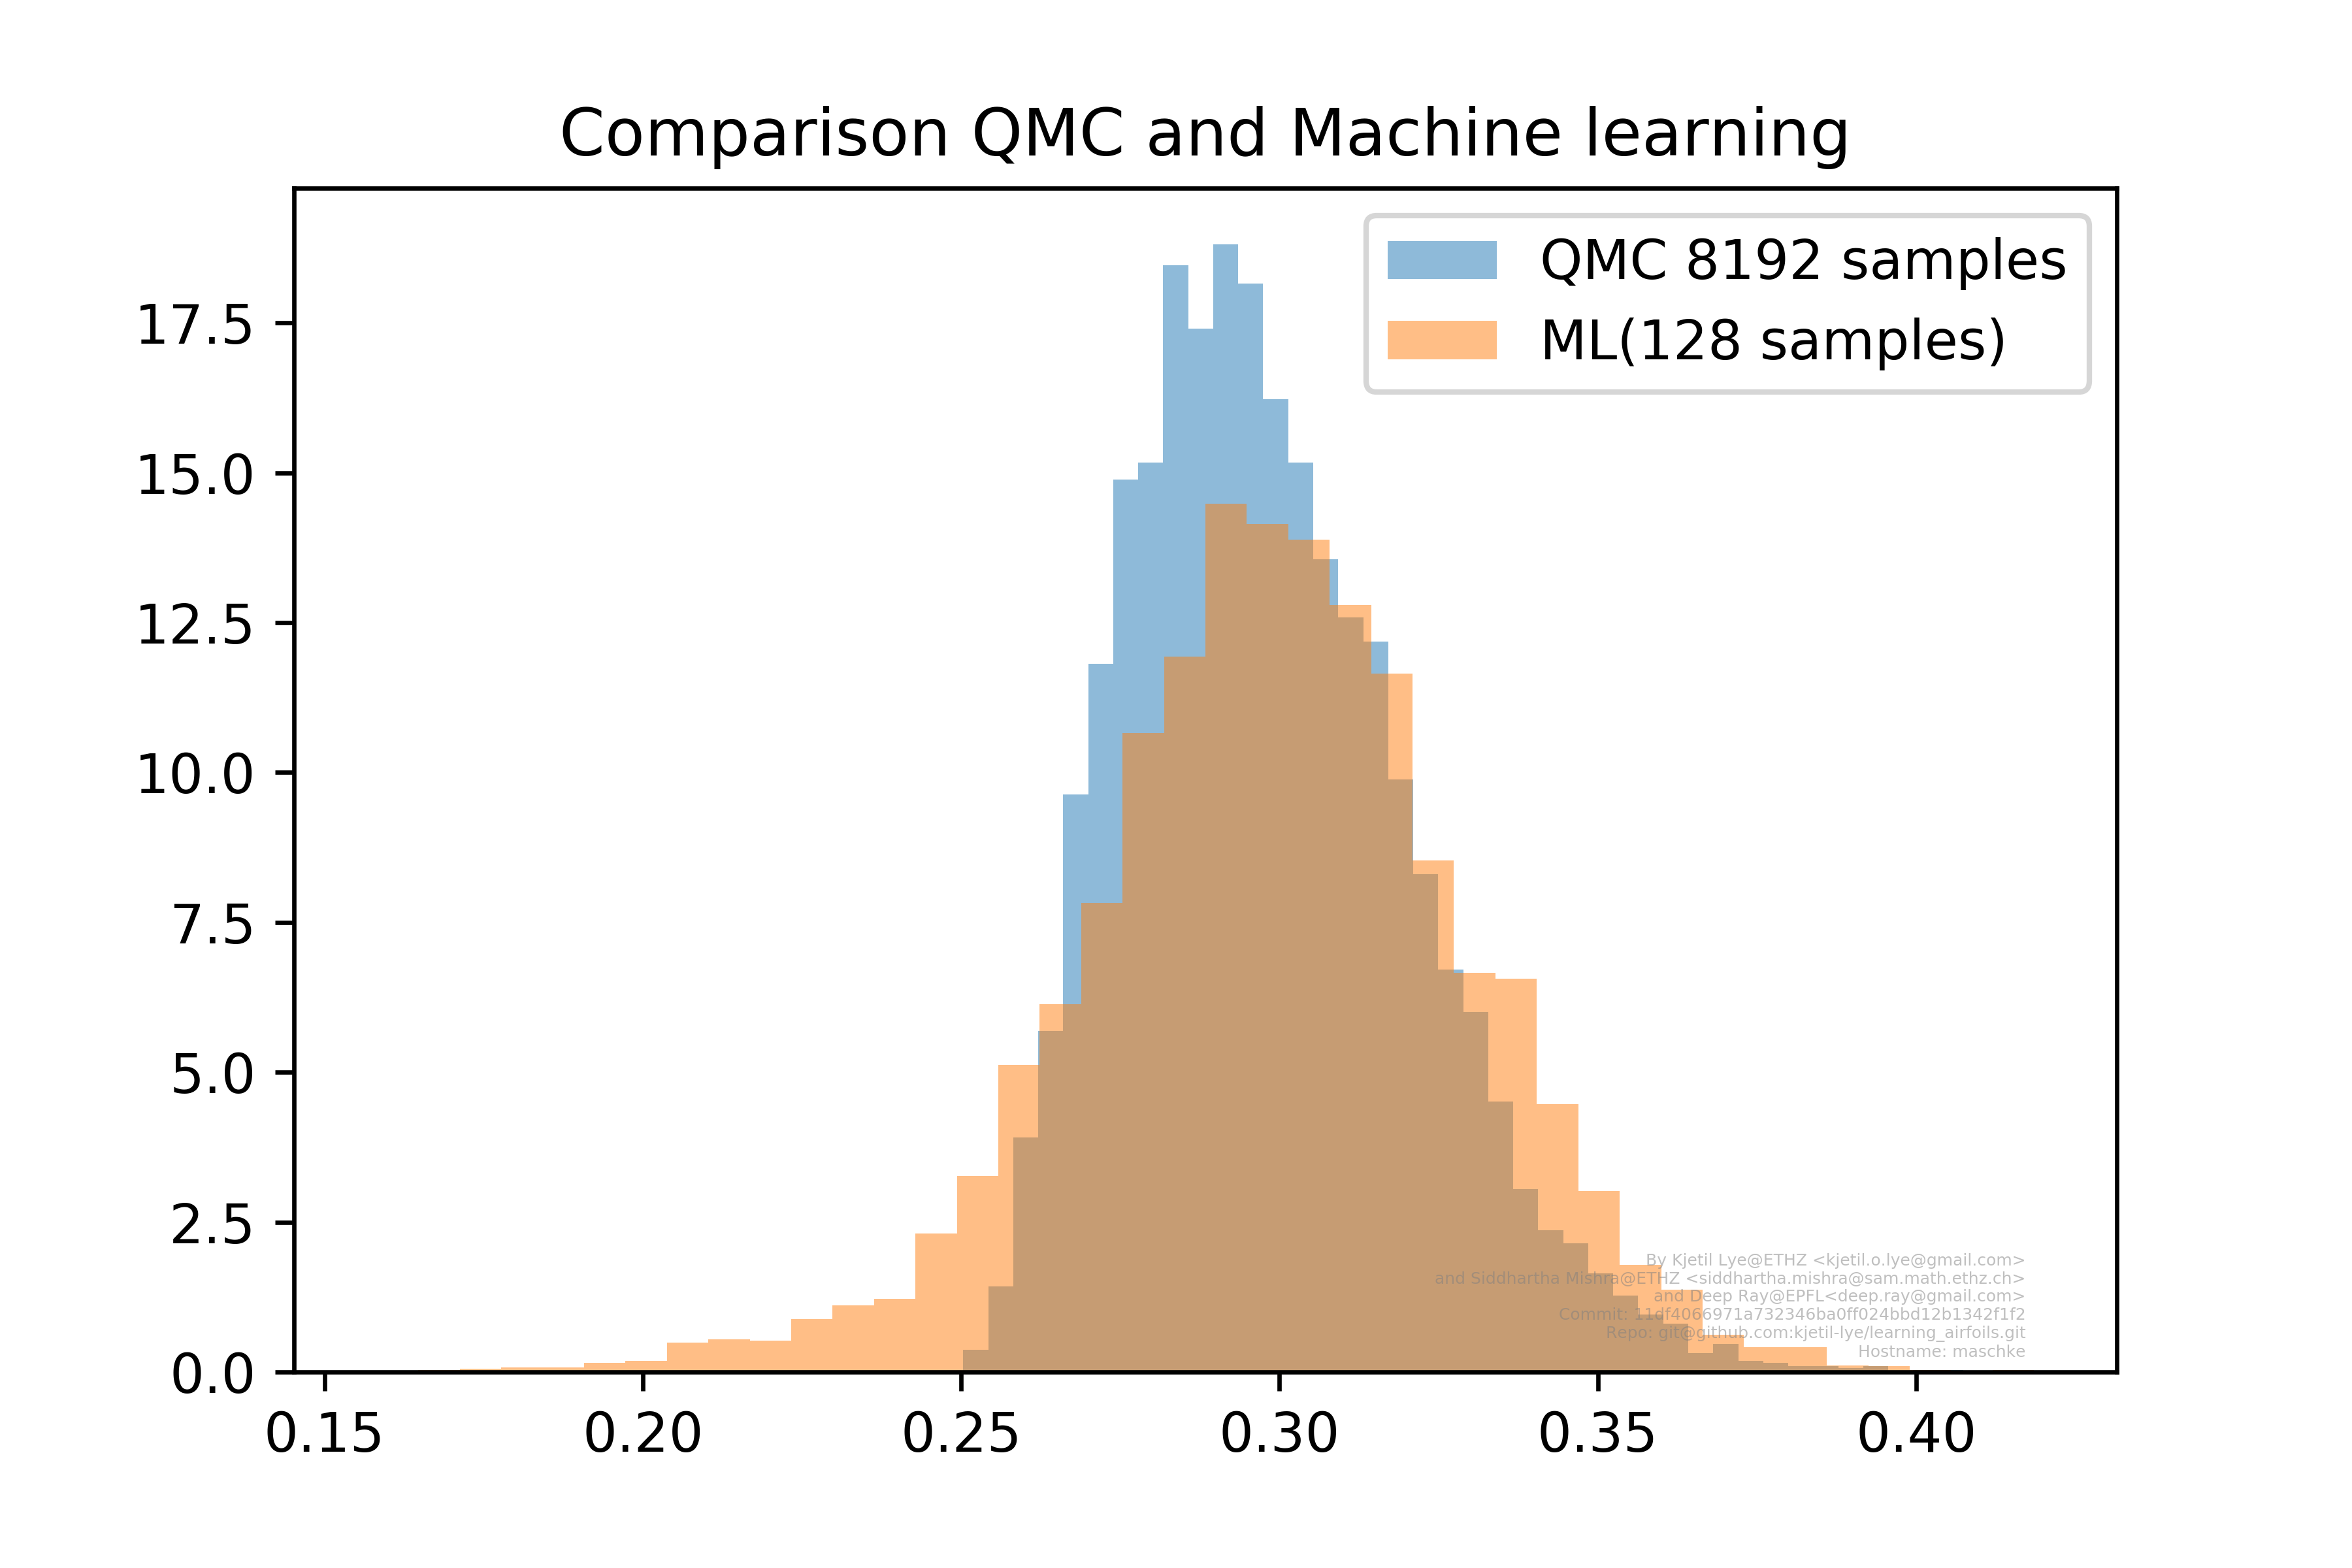 Comparison QMC and Machine learning
QMC 8192 samples
ML(128 samples)
17.5
15.0
12.5
10.0
7.5
5.0
2.5
0.0
By Kjetil Lye@ETHZ <kjetil.o.lye@gmail.com>
and Siddhartha Mishra@ETHZ <siddhartha.mishra@sam.math.ethz.ch>
and Deep Ray@EPFL<deep.ray@gmail.com>
Commit: 11df4066971a732346ba0ff024bbd12b1342f1f2
Repo: git@github.com:kjetil-lye/learning_airfoils.git
Hostname: maschke
0.15 0.20 0.25 0.30 0.35 0.40